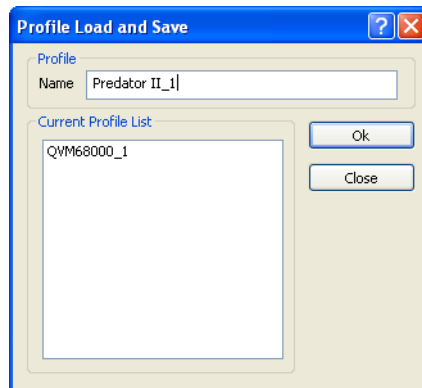 Profile Load and Save
Profile
Name Predator II_1
Current Profile List
QVM68000_1
Ok
Close